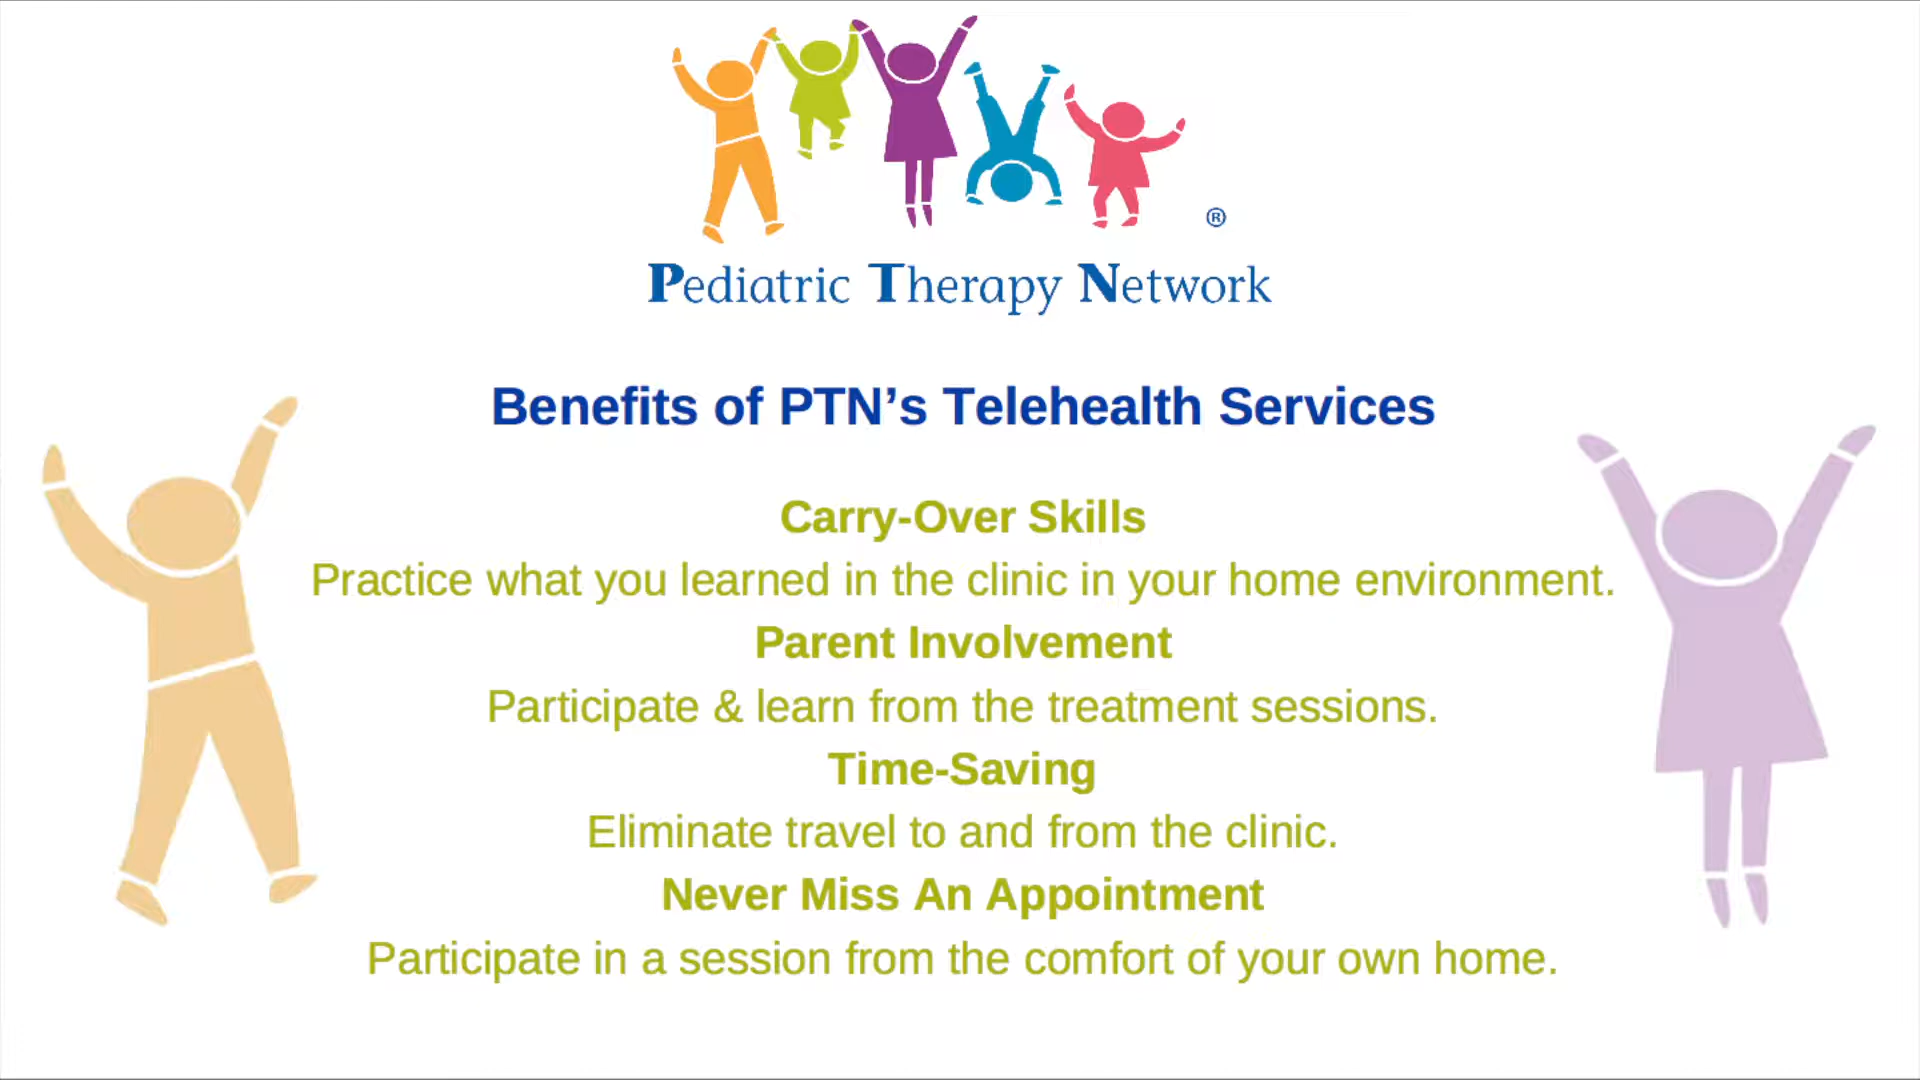 ®
Pediatric Therapy Network
Benefits of PTN’s Telehealth Services
Carry-Over Skills
Practice what you learned in the clinic in your home environment.
Parent Involvement
Participate & learn from the treatment sessions.
Time-Saving
Eliminate travel to and from the clinic.
Never Miss An Appointment
Participate in a session from the comfort of your own home.